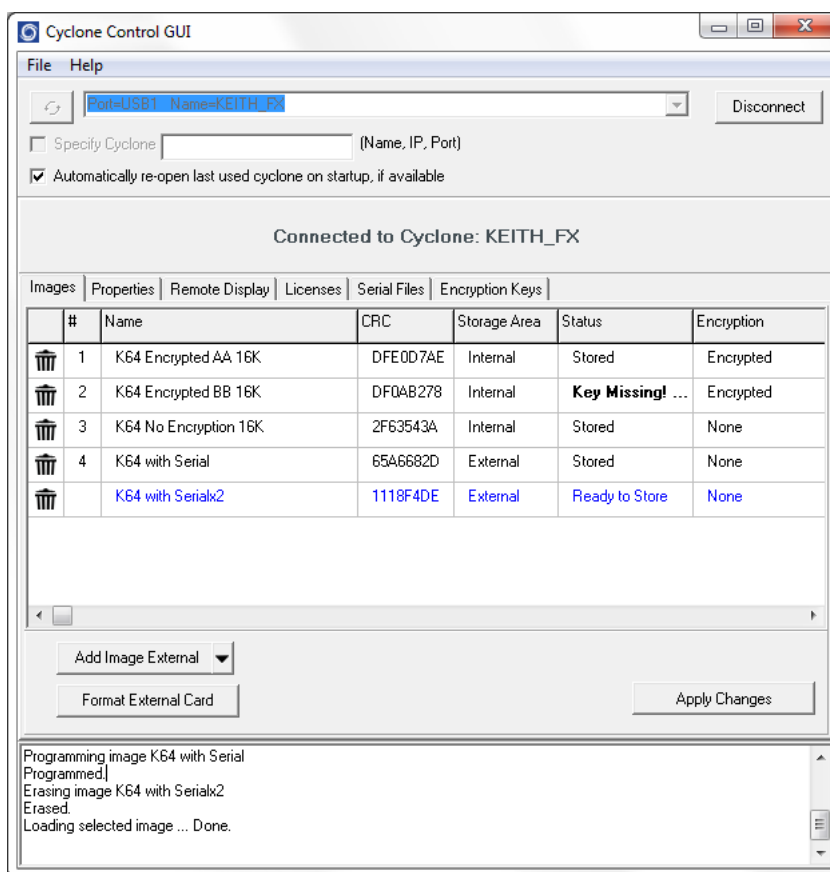 Cyclone Control GUI
File Help
Port=USB1 Name=KEITH_FX
Disconnect
Specify Cyclone (Name, IP, Port)
Automatically re-open last used cyclone on startup, if available
Connected to Cyclone: KEITH_FX
Images Properties Remote Display Licenses Serial Files Encryption Keys
# Name CRC Storage Area Status Encryption
1 K64 Encrypted AA 16K DFE0D7AE Internal Stored Encrypted
2 K64 Encrypted BB 16K DF0AB278 Internal Key Missing! ... Encrypted
3 K64 No Encryption 16K 2F63543A Internal Stored None
4 K64 with Serial 65A6682D External Stored None
K64 with Serialx2 1118F4DE External Ready to Store None
Add Image External
Format External Card
Apply Changes
Programming image K64 with Serial
Programmed.
Erasing image K64 with Serialx2
Erased.
Loading selected image ... Done.